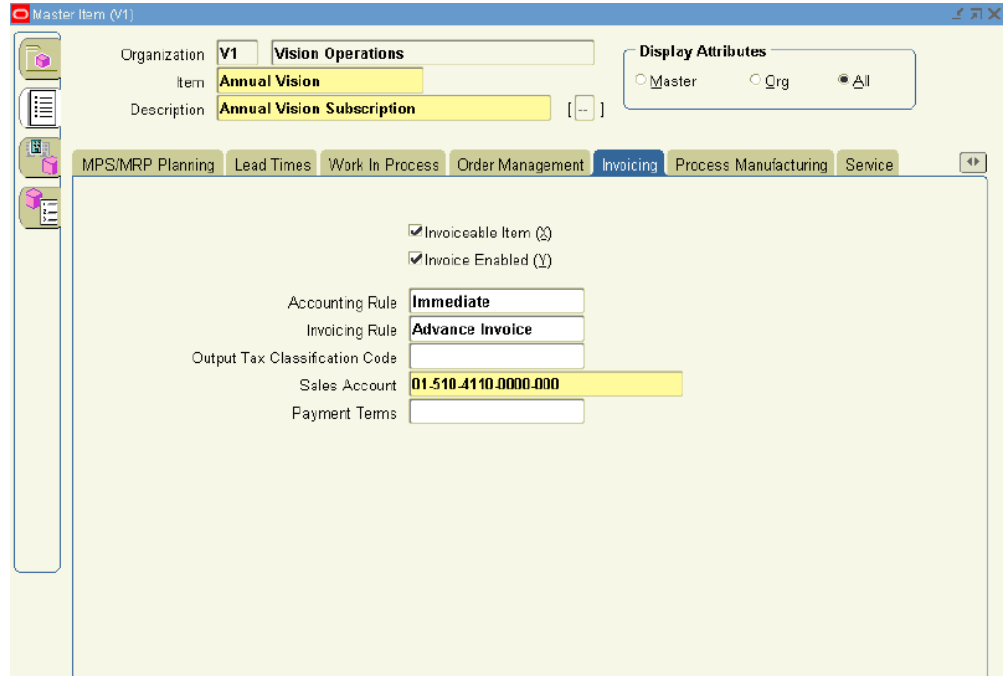 Master Item (V1)
Organization V1 Vision Operations
Display Attributes
Item Annual Vision
Master Org All
Description Annual Vision Subscription [ -- ]
MPS/MRP Planning Lead Times Work In Process Order Management Invoicing Process Manufacturing Service
Invoiceable Item (X)
Invoice Enabled (Y)
Accounting Rule Immediate
Invoicing Rule Advance Invoice
Output Tax Classification Code
Sales Account 01-510-4110-0000-000
Payment Terms